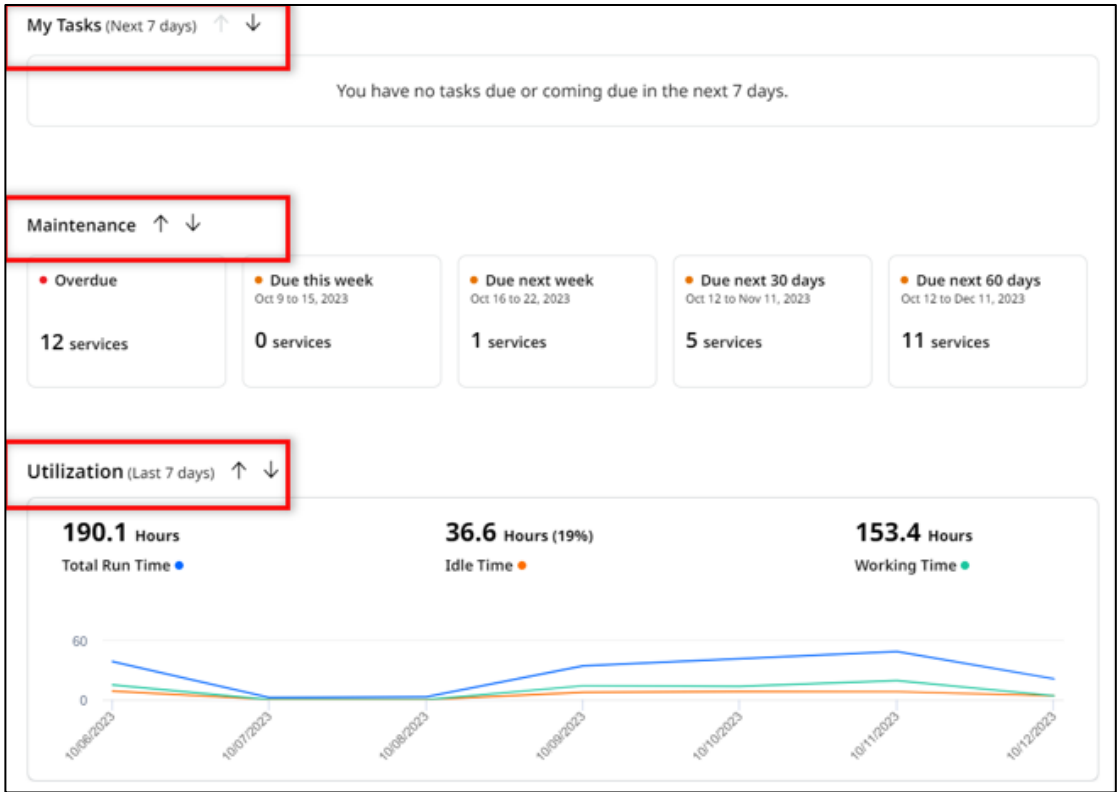 My Tasks (Next 7 days) ↑ ↓
You have no tasks due or coming due in the next 7 days.
Maintenance ↑ ↓
Overdue
12 services
Due this week
Oct 9 to 15, 2023
0 services
Due next week
Oct 16 to 22, 2023
1 services
Due next 30 days
Oct 12 to Nov 11, 2023
5 services
Due next 60 days
Oct 12 to Dec 11, 2023
11 services
Utilization (Last 7 days) ↑ ↓
190.1 Hours
Total Run Time
36.6 Hours (19%)
Idle Time
153.4 Hours
Working Time
60
0
10/06/2023
10/07/2023
10/08/2023
10/09/2023
10/10/2023
10/11/2023
10/12/2023